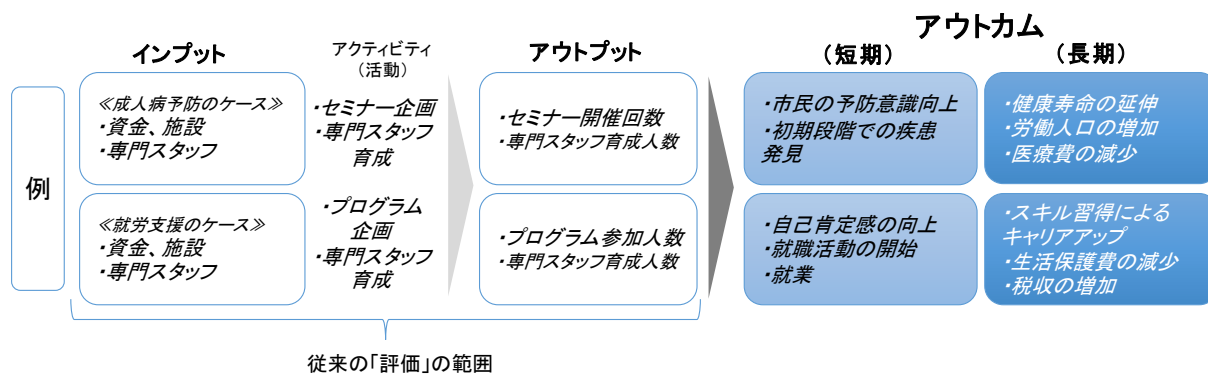 アウトカム
インプット
アクティビティ
（活動）
アウトプット
（短期）
（長期）
例
≪成人病予防のケース≫
・資金、施設
・専門スタッフ
・セミナー企画
・専門スタッフ
育成
・セミナー開催回数
・専門スタッフ育成人数
・市民の予防意識向上
・初期段階での疾患
発見
・健康寿命の延伸
・労働人口の増加
・医療費の減少
≪就労支援のケース≫
・資金、施設
・専門スタッフ
・プログラム
企画
・専門スタッフ
育成
・プログラム参加人数
・専門スタッフ育成人数
・自己肯定感の向上
・就職活動の開始
・就業
・スキル習得による
キャリアアップ
・生活保護費の減少
・税収の増加
従来の「評価」の範囲